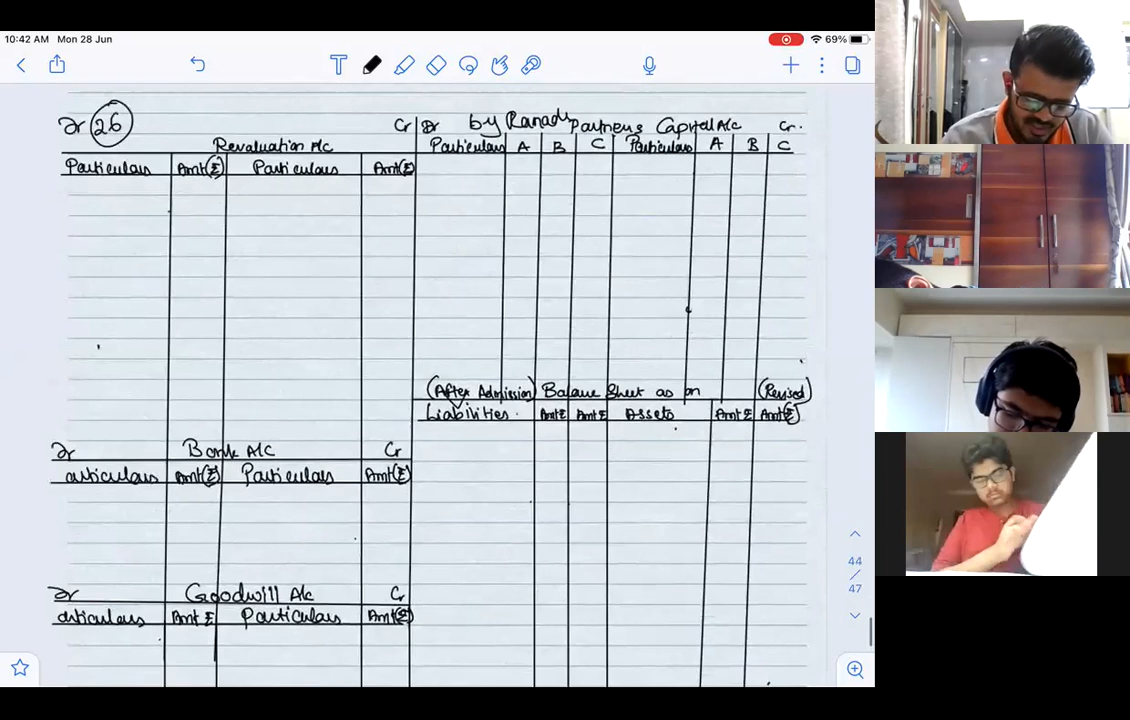 10:42 AM Mon 28 Jun
69%
Dr 26 Cr
Revaluation A/c
Particulars Amt(₹) Particulars Amt(₹)
Dr by Partners Capital A/c Cr.
Particulars A B C Particulars A B C
(After Admission) Balance Sheet as on (Revised)
Liabilities. Amt ₹ Amt ₹ Assets Amt ₹ Amt(₹)
Dr Bank A/c Cr
articulars Amt(₹) Particulars Amt(₹)
Dr Goodwill A/c Cr
articulars Amt ₹ Particulars Amt(₹)
44
/
47